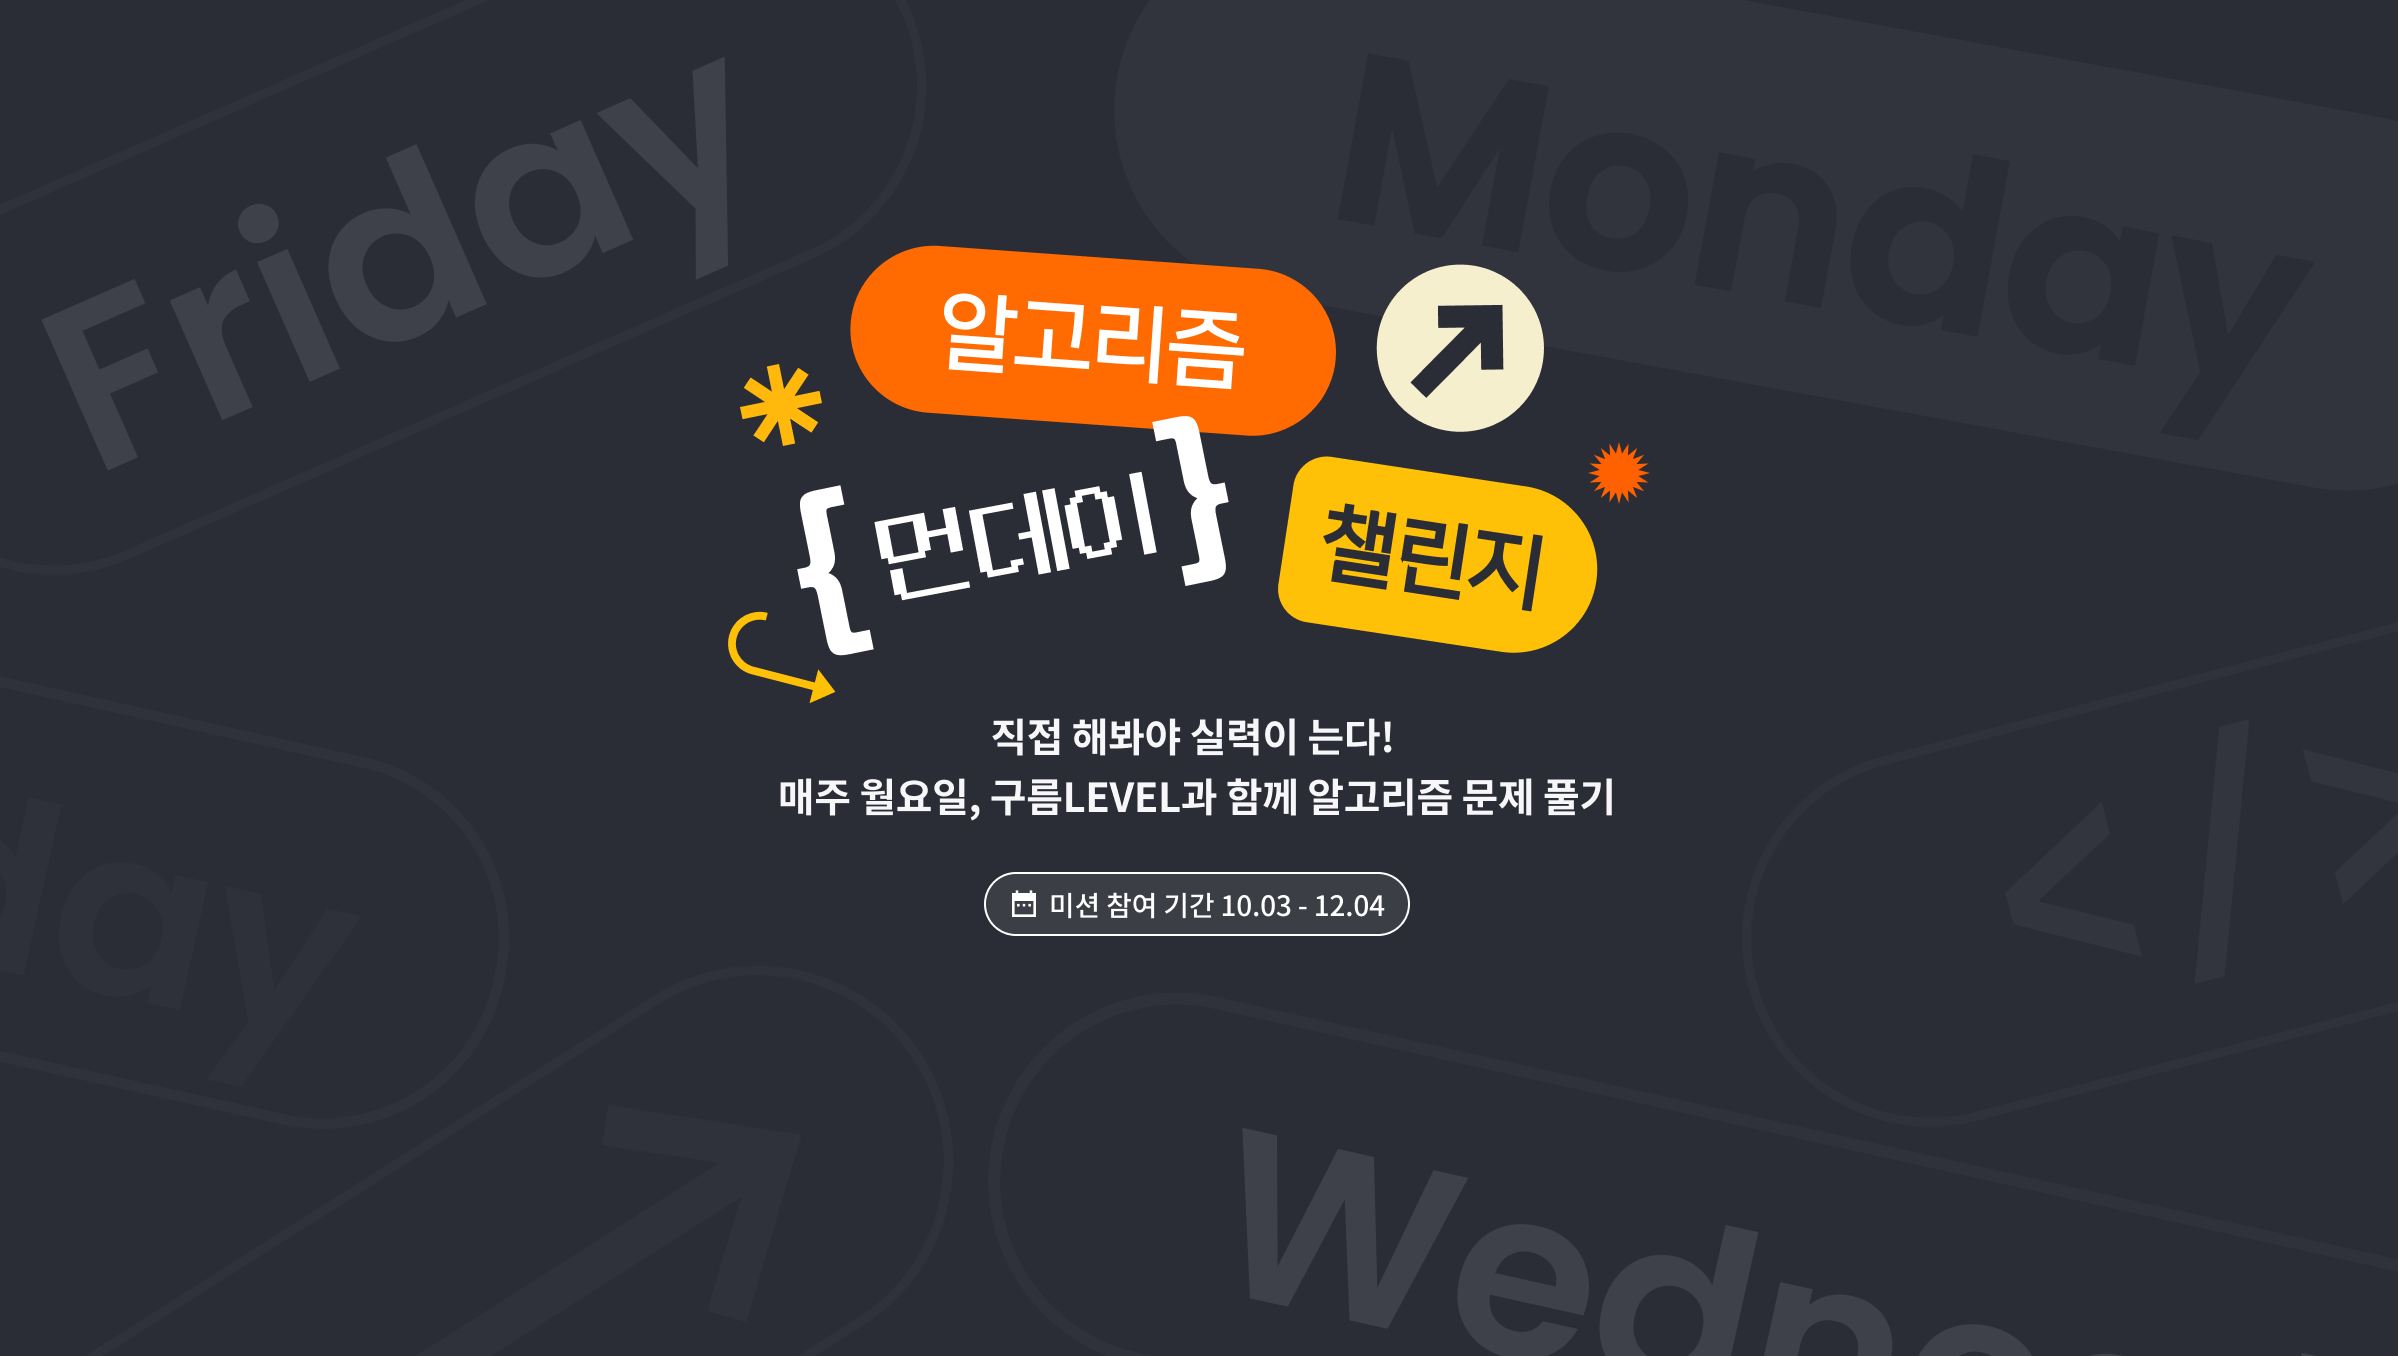 Friday
Monday
알고리즘
{ 먼데이 }
챌린지
직접 해봐야 실력이 는다!
매주 월요일, 구름LEVEL과 함께 알고리즘 문제 풀기
미션 참여 기간 10.03 - 12.04
day
</>
Wedne